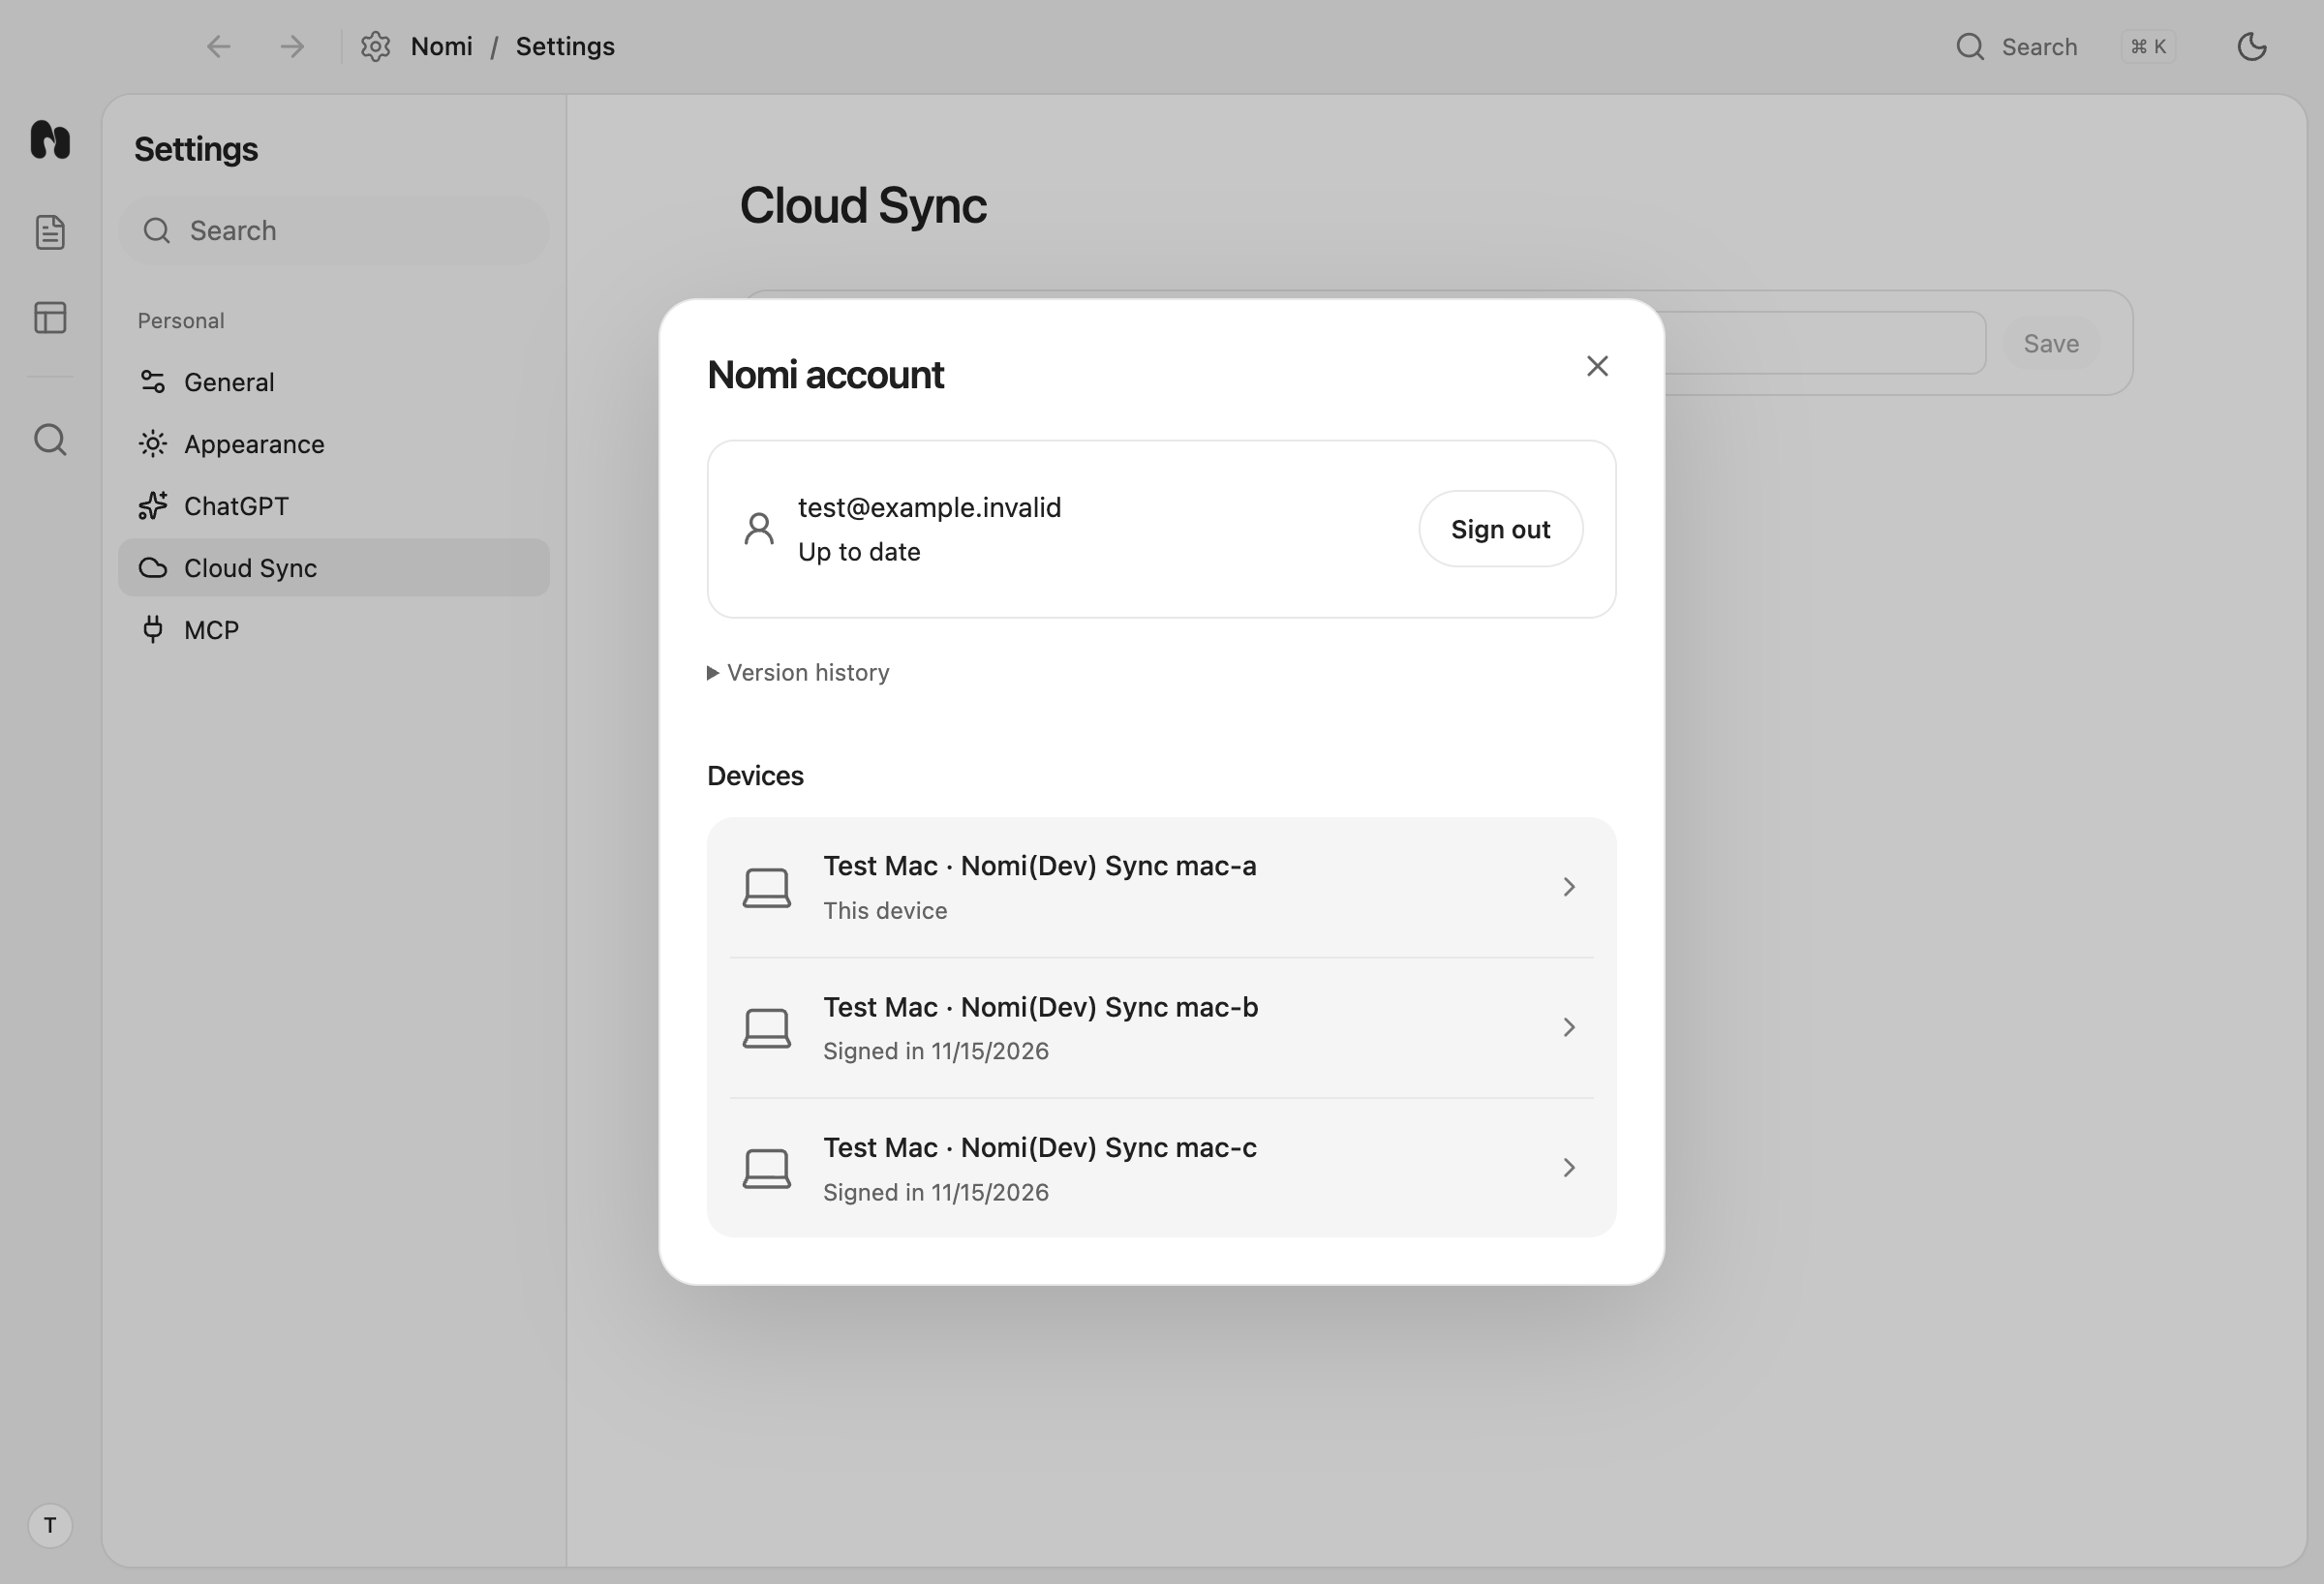 Nomi / Settings
Search
⌘ K
Settings
Search
Personal
General
Appearance
ChatGPT
Cloud Sync
MCP
T
Cloud Sync
Save
Nomi account
test@example.invalid
Up to date
Sign out
Version history
Devices
Test Mac · Nomi(Dev) Sync mac-a
This device
Test Mac · Nomi(Dev) Sync mac-b
Signed in 11/15/2026
Test Mac · Nomi(Dev) Sync mac-c
Signed in 11/15/2026